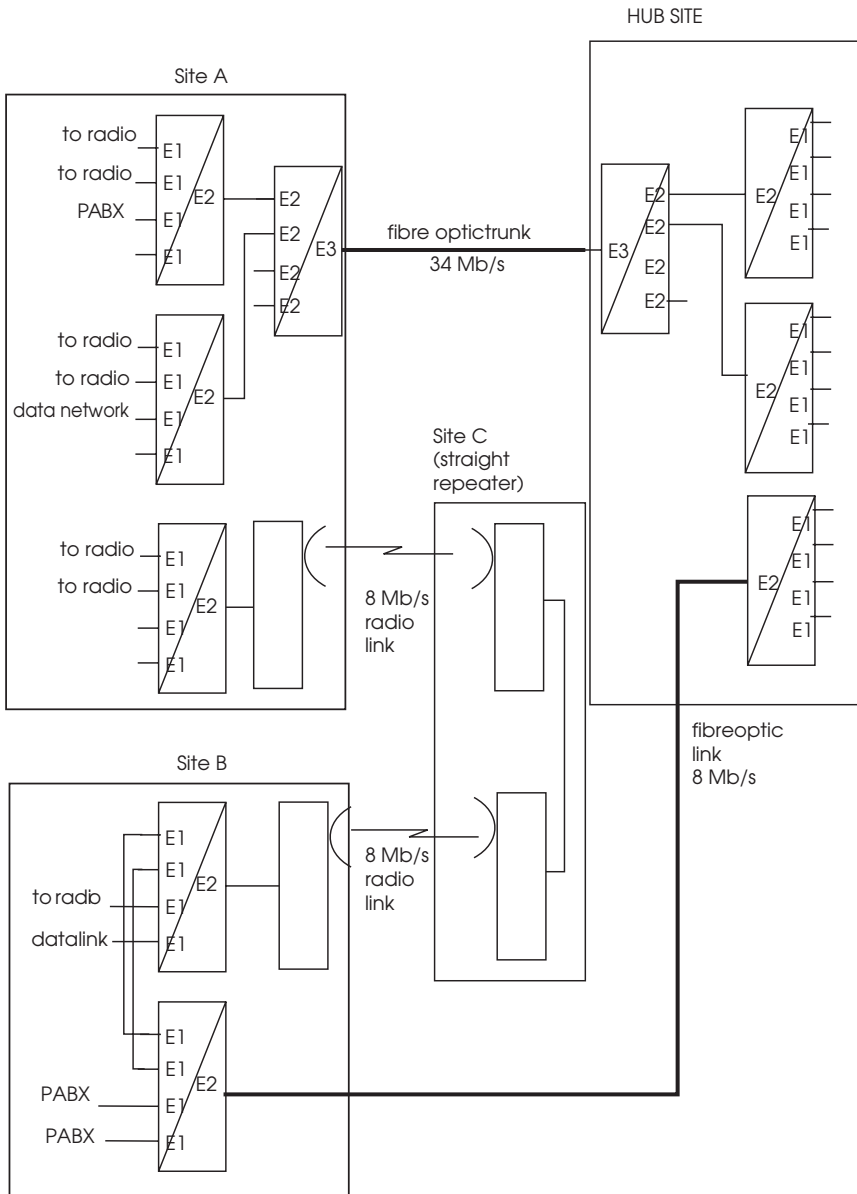 HUB SITE
Site A
to radio
E1
to radio
E1
E2
PABX
E1
E1
E2
E2
E3
E2
E2
fibre optictrunk
34 Mb/s
E2
E2
E3
E2
E2
E1
E1
E2
E1
E1
to radio
E1
to radio
E1
E2
data network
E1
E1
E1
E1
E2
E1
E1
Site C
(straight
repeater)
to radio
E1
to radio
E1
E2
E1
E1
8 Mb/s
radio
link
E1
E1
E2
E1
E1
fibreoptic
link
8 Mb/s
Site B
E1
E1
E2
to radio
E1
datalink
E1
8 Mb/s
radio
link
E1
E1
E2
PABX
E1
PABX
E1